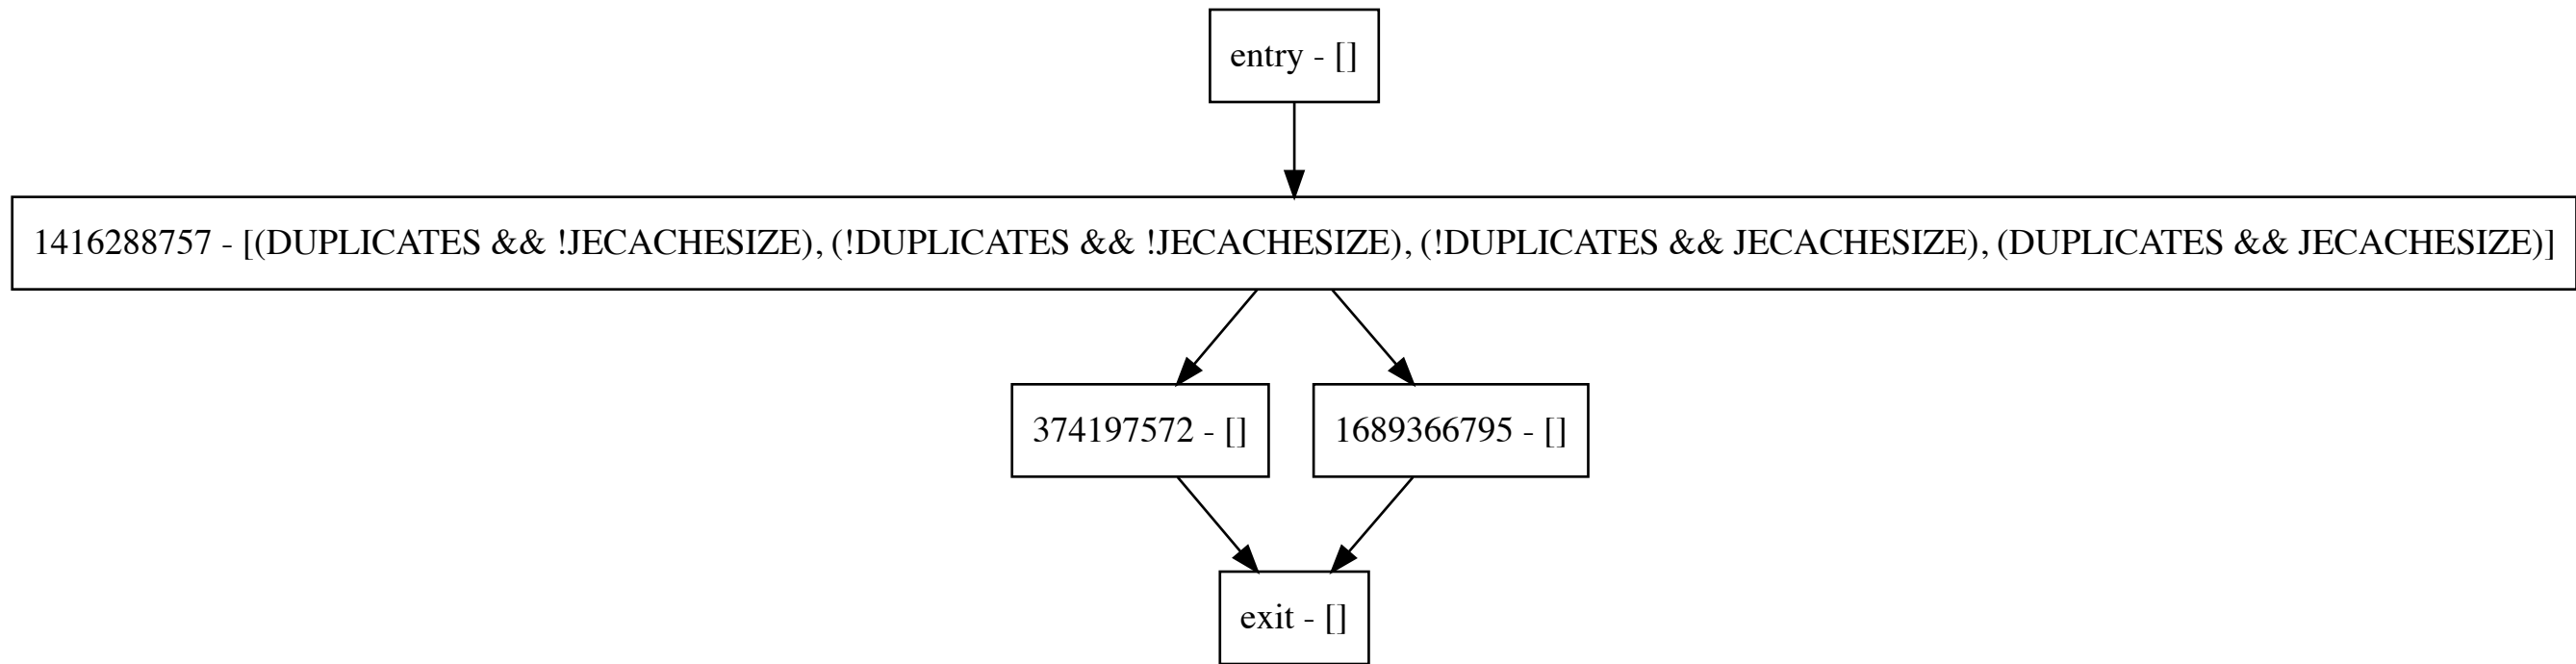 entry - []
1416288757 - [(DUPLICATES && !JECACHESIZE), (!DUPLICATES && !JECACHESIZE), (!DUPLICATES && JECACHESIZE), (DUPLICATES && JECACHESIZE)]
374197572 - []
1689366795 - []
exit - []